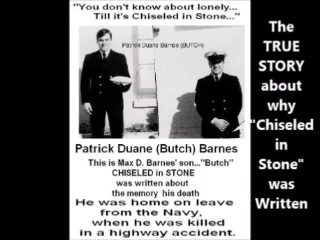 "You don't know about lonely...
Till it's Chiseled in Stone..."
Patrick Duane Barnes (BUTCH)
Patrick Duane (Butch) Barnes
This is Max D. Barnes' son..."Butch"
CHISELED in STONE
was written about
the memory his death
He was home on leave
from the Navy,
when he was killed
in a highway accident.
The
TRUE
STORY
about
why
"Chiseled
in
Stone"
was
Written